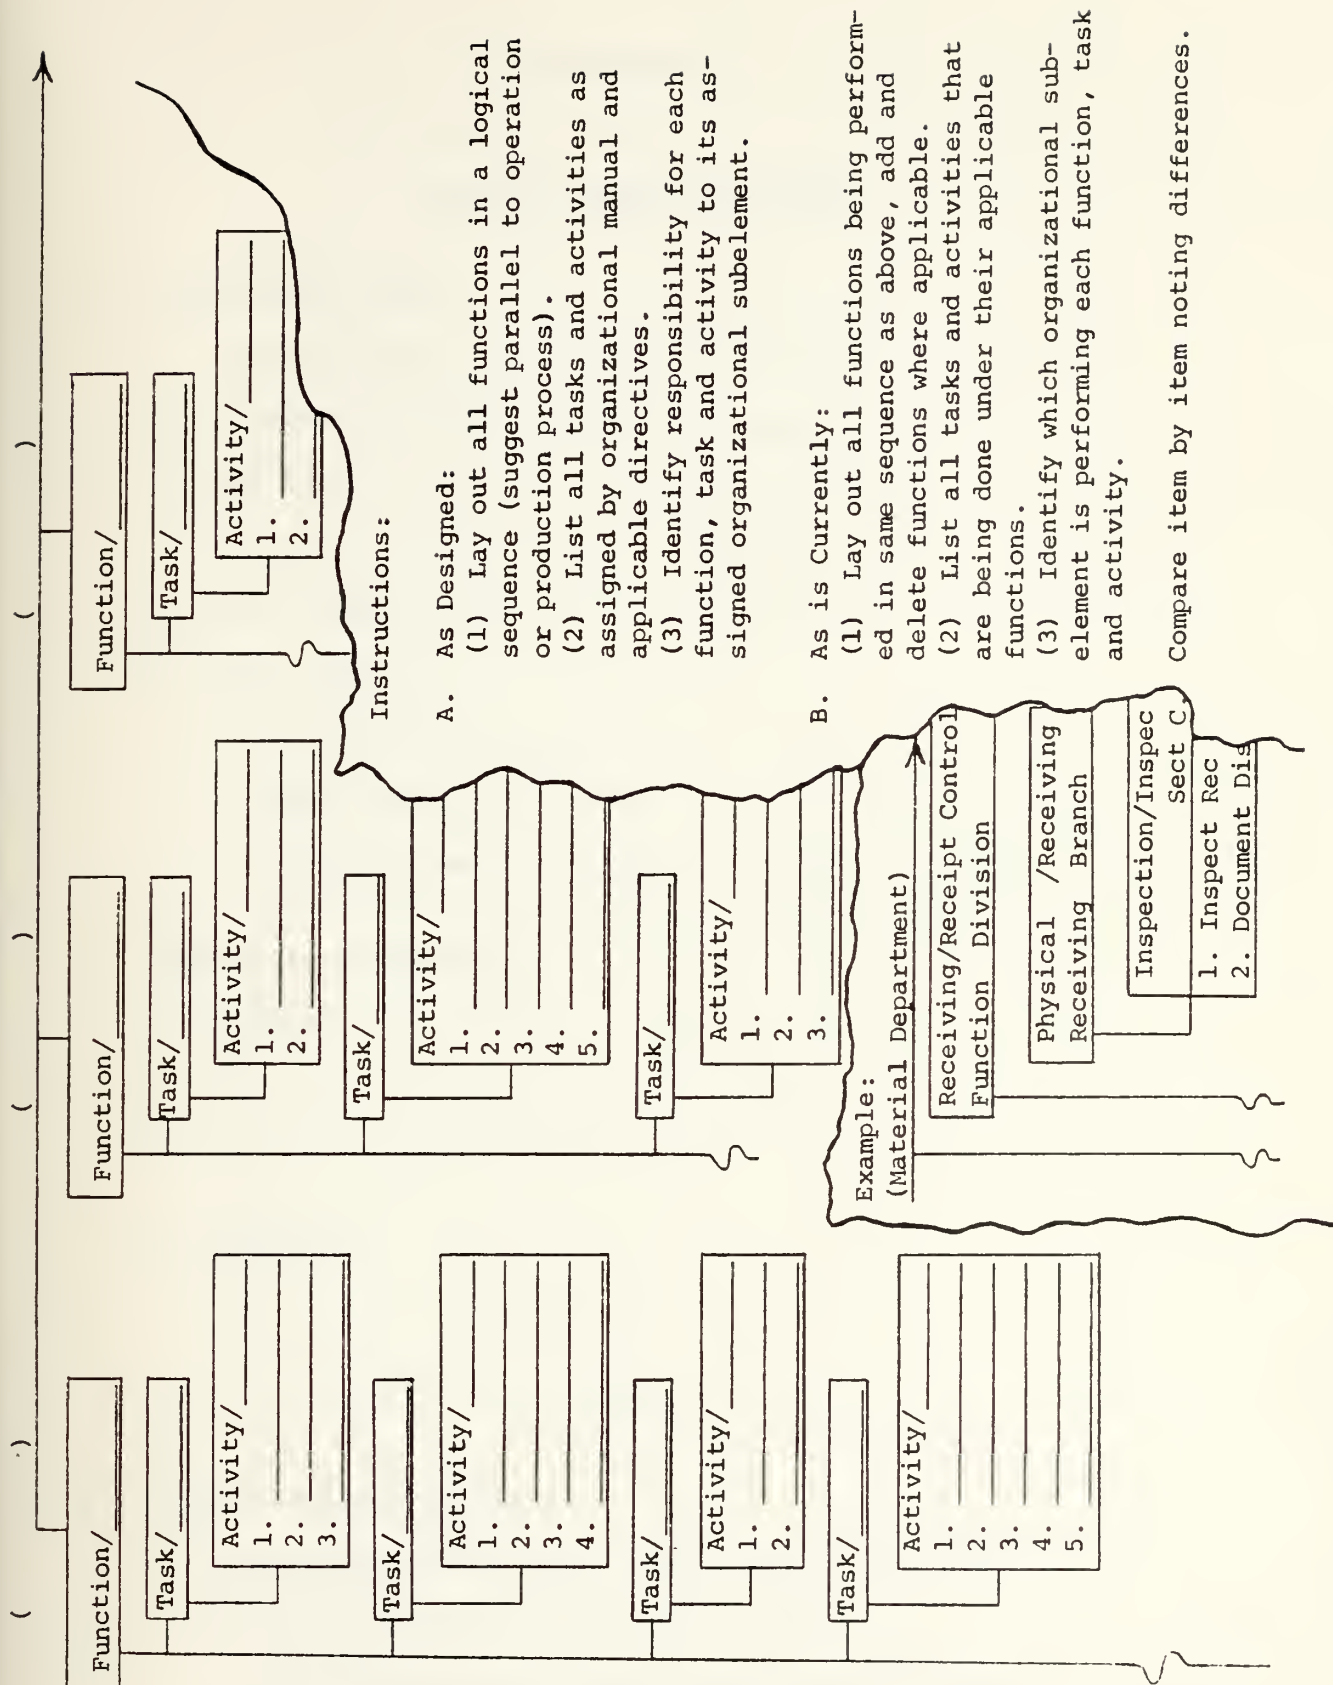 ( ) ( ) ( )
Function/
Task/
Activity/
1.
2.
3.
Task/
Activity/
1.
2.
3.
4.
Task/
Activity/
1.
2.
Task/
Activity/
1.
2.
3.
4.
5.
Function/
Task/
Activity/
1.
2.
Task/
Activity/
1.
2.
3.
4.
5.
Task/
Activity/
1.
2.
3.
Function/
Task/
Activity/
1.
2.
Example:
(Material Department)
Receiving/Receipt Control
Function Division
Physical /Receiving
Receiving Branch
Inspection/Inspec
Sect C.
1. Inspect Rec
2. Document Dis
Instructions:
A. As Designed:
(1) Lay out all functions in a logical
sequence (suggest parallel to operation
or production process).
(2) List all tasks and activities as
assigned by organizational manual and
applicable directives.
(3) Identify responsibility for each
function, task and activity to its as-
signed organizational subelement.
B. As is Currently:
(1) Lay out all functions being perform-
ed in same sequence as above, add and
delete functions where applicable.
(2) List all tasks and activities that
are being done under their applicable
functions.
(3) Identify which organizational sub-
element is performing each function, task
and activity.
Compare item by item noting differences.